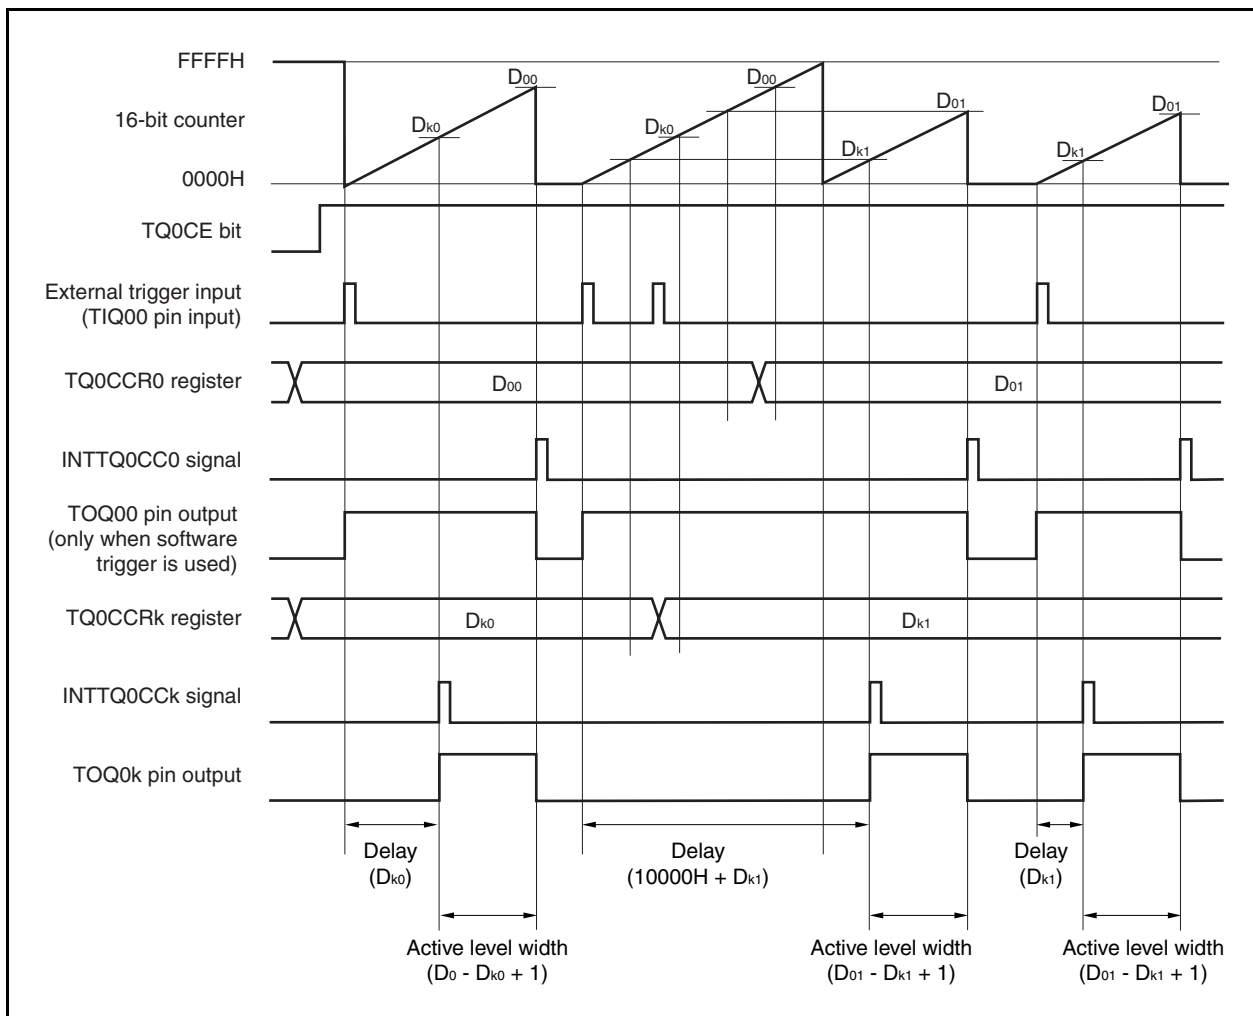 FFFFH
D00
D00
16-bit counter
Dk0
Dk0
D01
D01
Dk1
Dk1
0000H
TQ0CE bit
External trigger input
(TIQ00 pin input)
TQ0CCR0 register
D00
D01
INTTQ0CC0 signal
TOQ00 pin output
(only when software
trigger is used)
TQ0CCRk register
Dk0
Dk1
INTTQ0CCk signal
TOQ0k pin output
Delay
(Dk0)
Delay
(10000H + Dk1)
Delay
(Dk1)
Active level width
(D0 - Dk0 + 1)
Active level width
(D01 - Dk1 + 1)
Active level width
(D01 - Dk1 + 1)